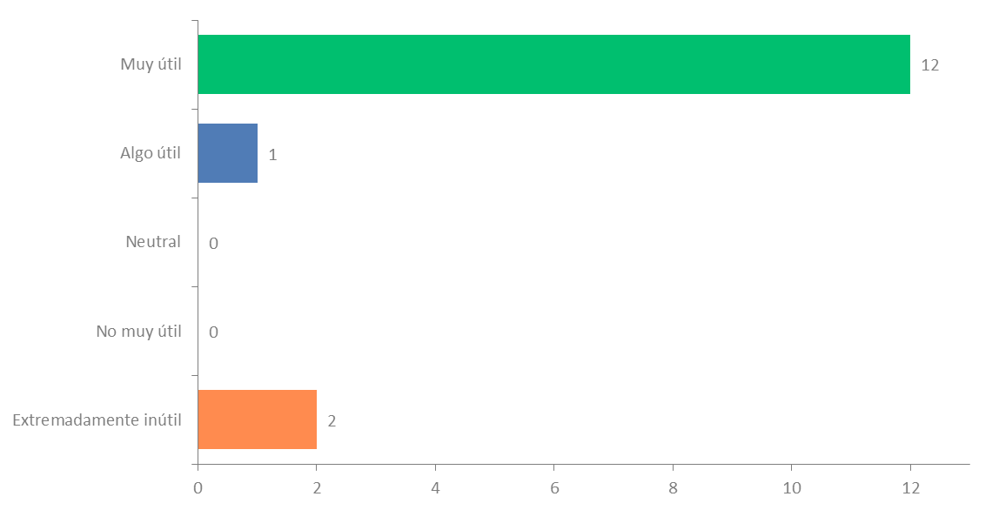 Muy útil
12
Algo útil
1
Neutral
0
No muy útil
0
Extremadamente inútil
2
0 2 4 6 8 10 12